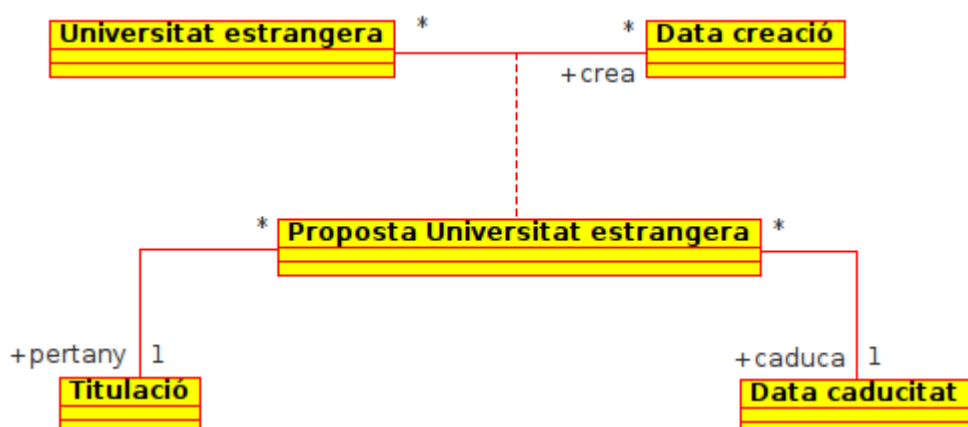 Universitat estrangera
*
*
Data creació
+crea
*
Proposta Universitat estrangera
*
+pertany
1
+caduca
1
Titulació
Data caducitat